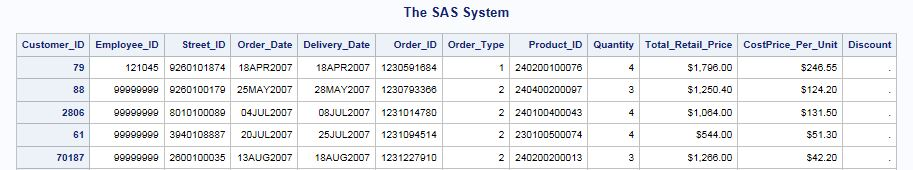 The SAS System
Customer_ID Employee_ID Street_ID Order_Date Delivery_Date Order_ID Order_Type Product_ID Quantity Total_Retail_Price CostPrice_Per_Unit Discount
79 121045 9260101874 18APR2007 18APR2007 1230591684 1 240200100076 4 $1,796.00 $246.55 .
88 99999999 9260100179 25MAY2007 28MAY2007 1230793366 2 240400200097 3 $1,250.40 $124.20 .
2806 99999999 8010100089 04JUL2007 08JUL2007 1231014780 2 240100400043 4 $1,064.00 $131.50 .
61 99999999 3940108887 20JUL2007 25JUL2007 1231094514 2 230100500074 4 $544.00 $51.30 .
70187 99999999 2600100035 13AUG2007 18AUG2007 1231227910 2 240200200013 3 $1,266.00 $42.20 .